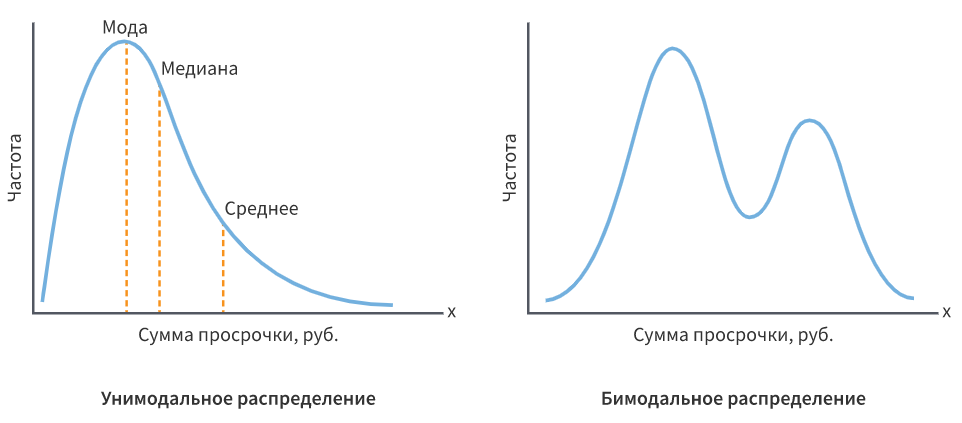 Мода
Медиана
Среднее
Частота
x
Сумма просрочки, руб.
Унимодальное распределение
Частота
x
Сумма просрочки, руб.
Бимодальное распределение